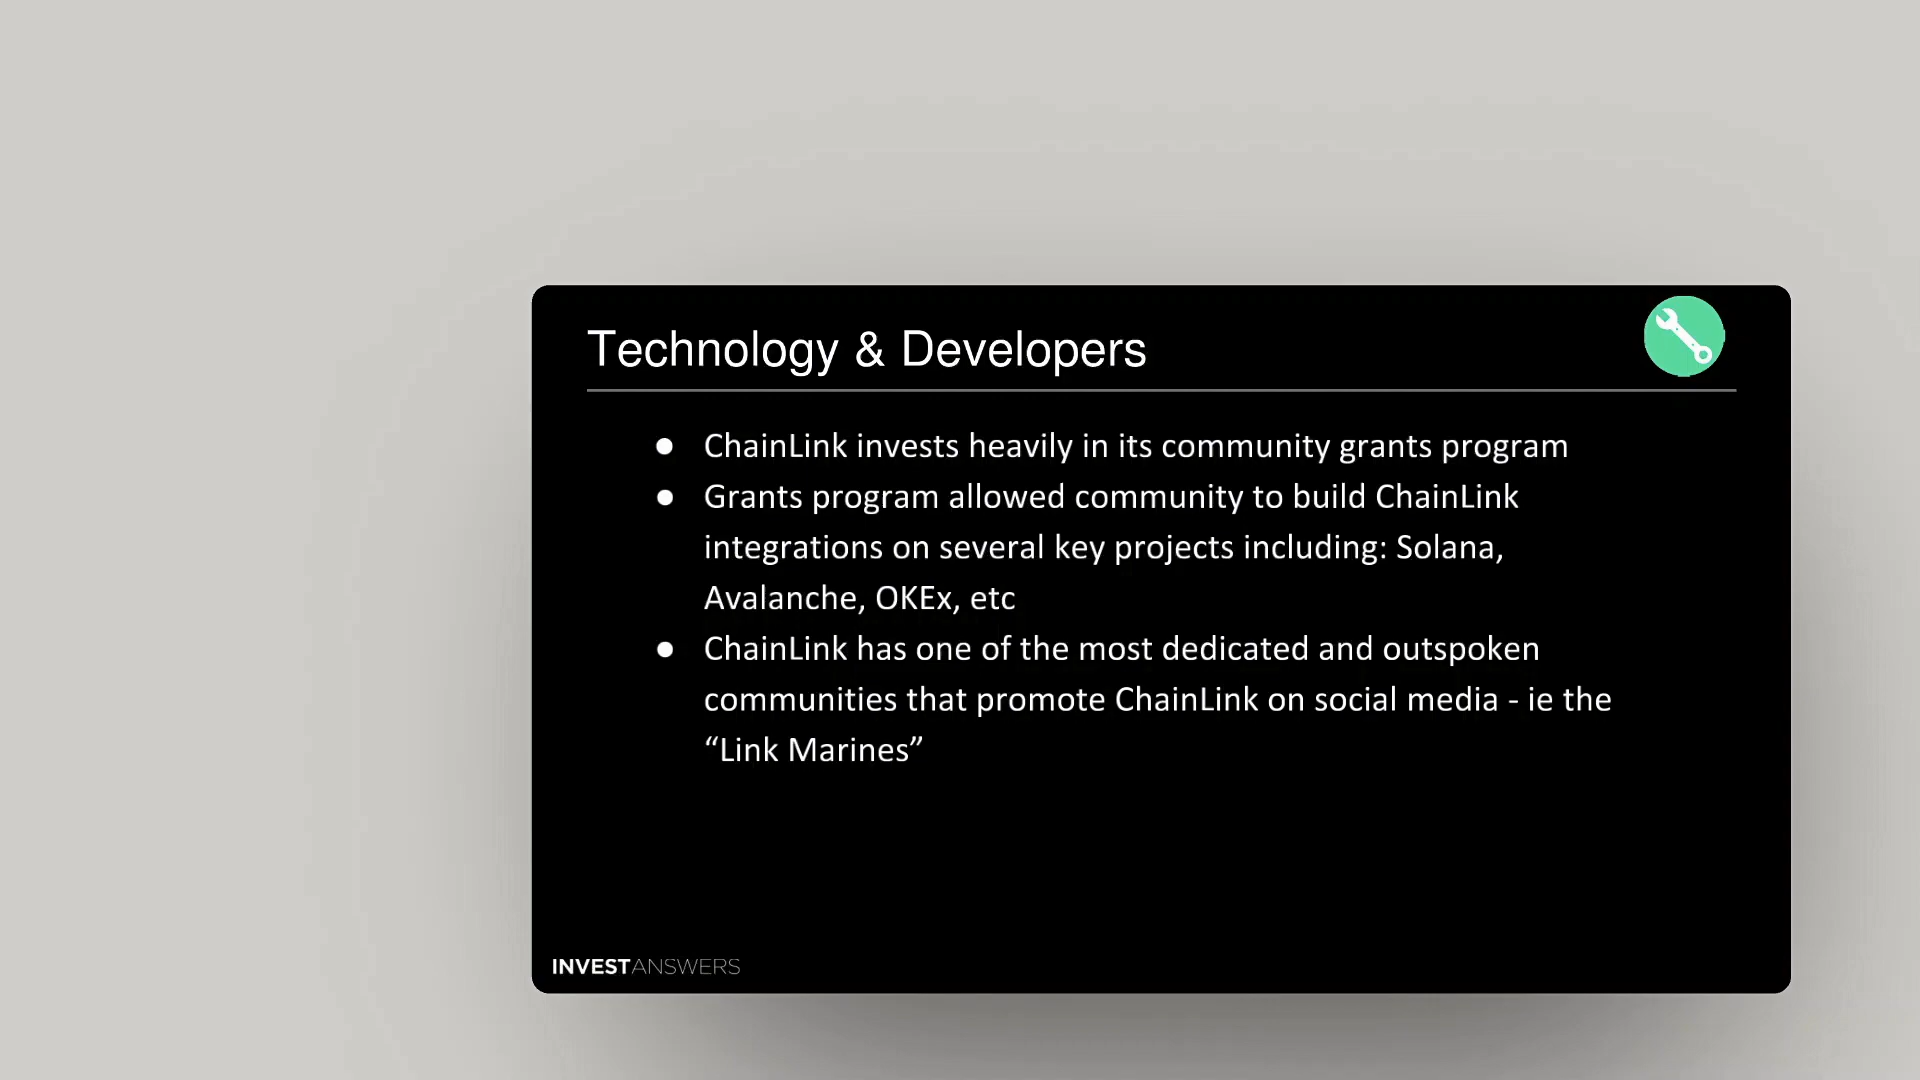 Technology & Developers
● ChainLink invests heavily in its community grants program
● Grants program allowed community to build ChainLink
integrations on several key projects including: Solana,
Avalanche, OKEx, etc
● ChainLink has one of the most dedicated and outspoken
communities that promote ChainLink on social media - ie the
“Link Marines”
INVESTANSWERS